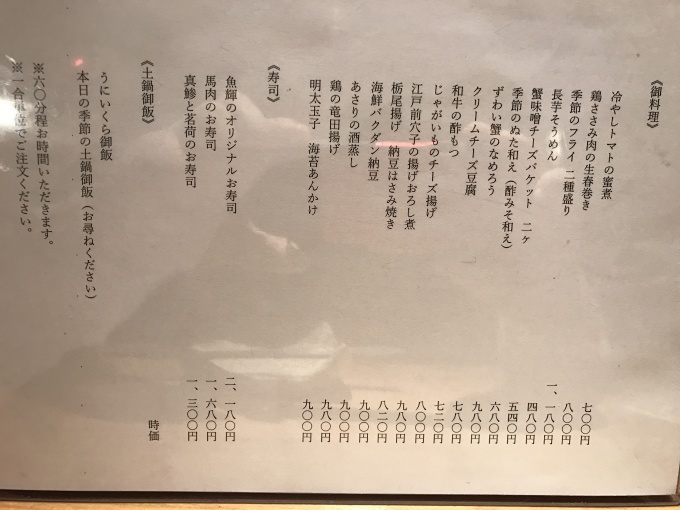 《御料理》
冷やしトマトの蜜煮 七〇〇円
鶏ささみ肉の生春巻き 八〇〇円
季節のフライ 二種盛り 一、一八〇円
長芋そうめん 四八〇円
蟹味噌チーズバケット 二ヶ 五四〇円
季節のぬた和え（酢みそ和え） 六八〇円
ずわい蟹のなめろう 九八〇円
クリームチーズ豆腐 七八〇円
和牛の酢もつ 七二〇円
じゃがいものチーズ揚げ 八〇〇円
江戸前穴子の揚げおろし煮 九八〇円
栃尾揚げ 納豆はさみ焼き 八二〇円
海鮮バクダン納豆 九〇〇円
あさりの酒蒸し 九〇〇円
鶏の竜田揚げ 九八〇円
明太玉子 海苔あんかけ 九〇〇円
《寿司》
魚輝のオリジナルお寿司 二、一八〇円
馬肉のお寿司 一、六八〇円
真鯵と茗荷のお寿司 一、三〇〇円
《土鍋御飯》 時価
うにいくら御飯
本日の季節の土鍋御飯（お尋ねください）
※六〇分程お時間いただきます。
※一合単位でご注文ください。